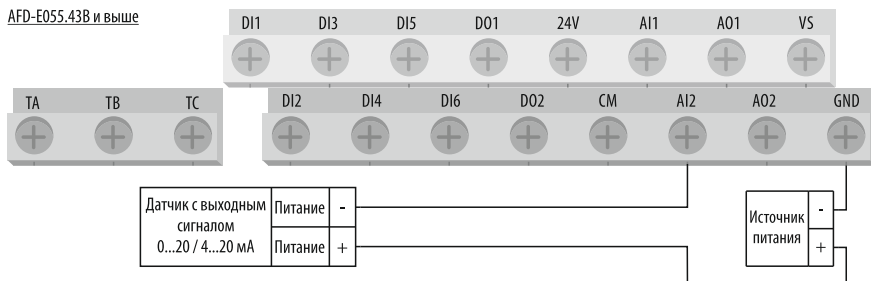 AFD-E055.43B и выше
DI1 DI3 DI5 DO1 24V AI1 AO1 VS
TA TB TC DI2 DI4 DI6 DO2 CM AI2 AO2 GND
Датчик с выходным
сигналом
0...20 / 4...20 мА
Питание -
Питание +
Источник
питания
-
+